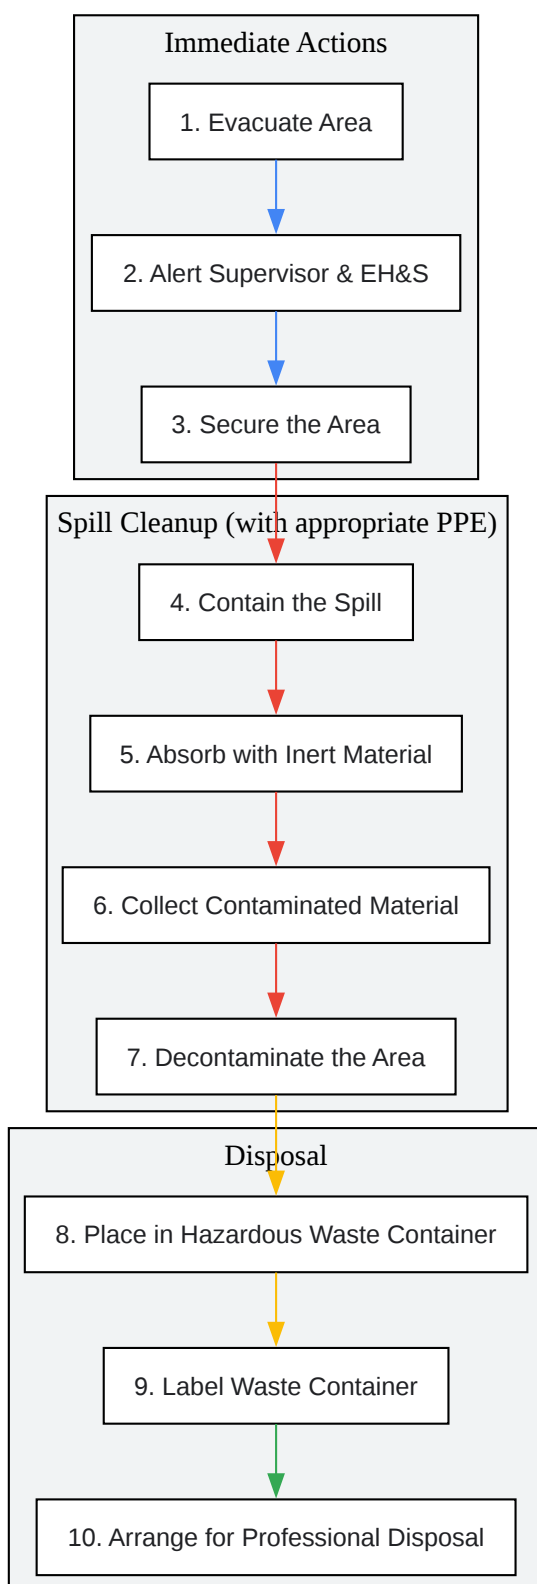 Immediate Actions
1. Evacuate Area
2. Alert Supervisor & EH&S
3. Secure the Area
Spill Cleanup (with appropriate PPE)
4. Contain the Spill
5. Absorb with Inert Material
6. Collect Contaminated Material
7. Decontaminate the Area
Disposal
8. Place in Hazardous Waste Container
9. Label Waste Container
10. Arrange for Professional Disposal